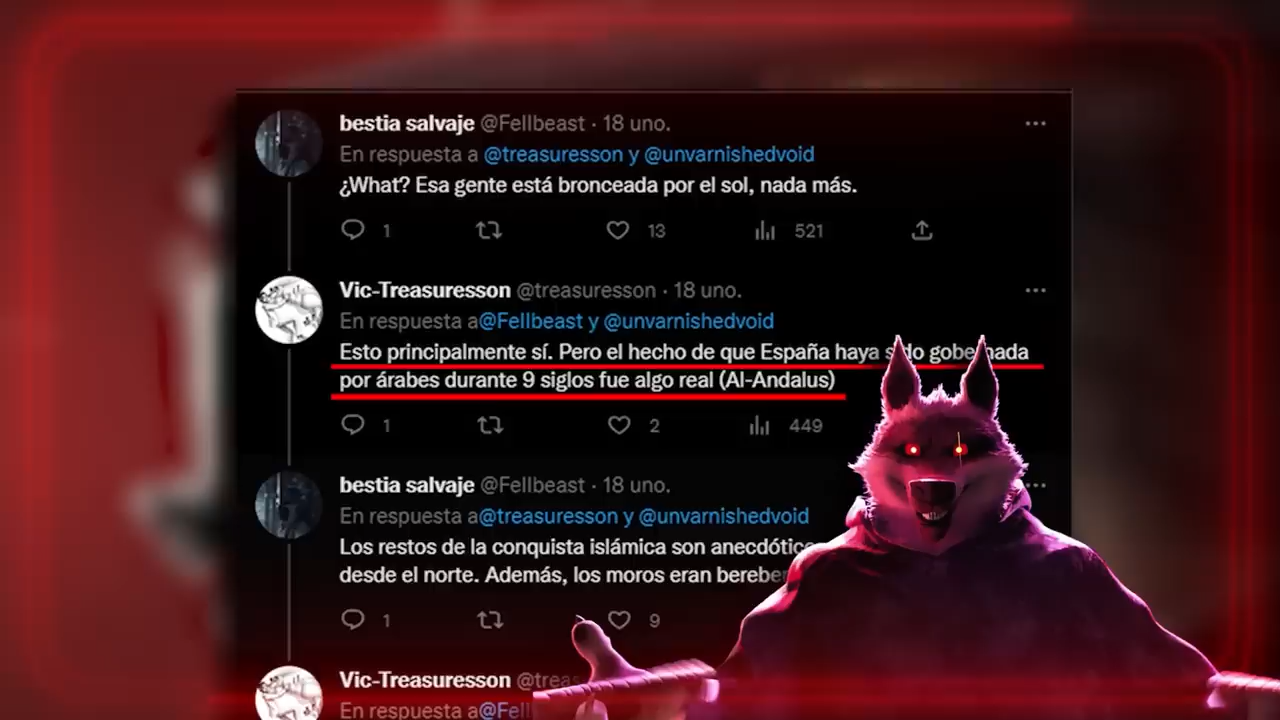 bestia salvaje @Fellbeast · 18 uno.
En respuesta a @treasuresson y @unvarnishedvoid
¿What? Esa gente está bronceada por el sol, nada más.
1 13 521
Vic-Treasuresson @treasuresson · 18 uno.
En respuesta a@Fellbeast y @unvarnishedvoid
Esto principalmente sí. Pero el hecho de que España haya sido gobernada
por árabes durante 9 siglos fue algo real (Al-Andalus)
1 2 449
bestia salvaje @Fellbeast · 18 uno.
En respuesta a@treasuresson y @unvarnishedvoid
Los restos de la conquista islámica son
desde el norte. Además, los moros eran
1 9
Vic-Treasuresson
En respuesta a